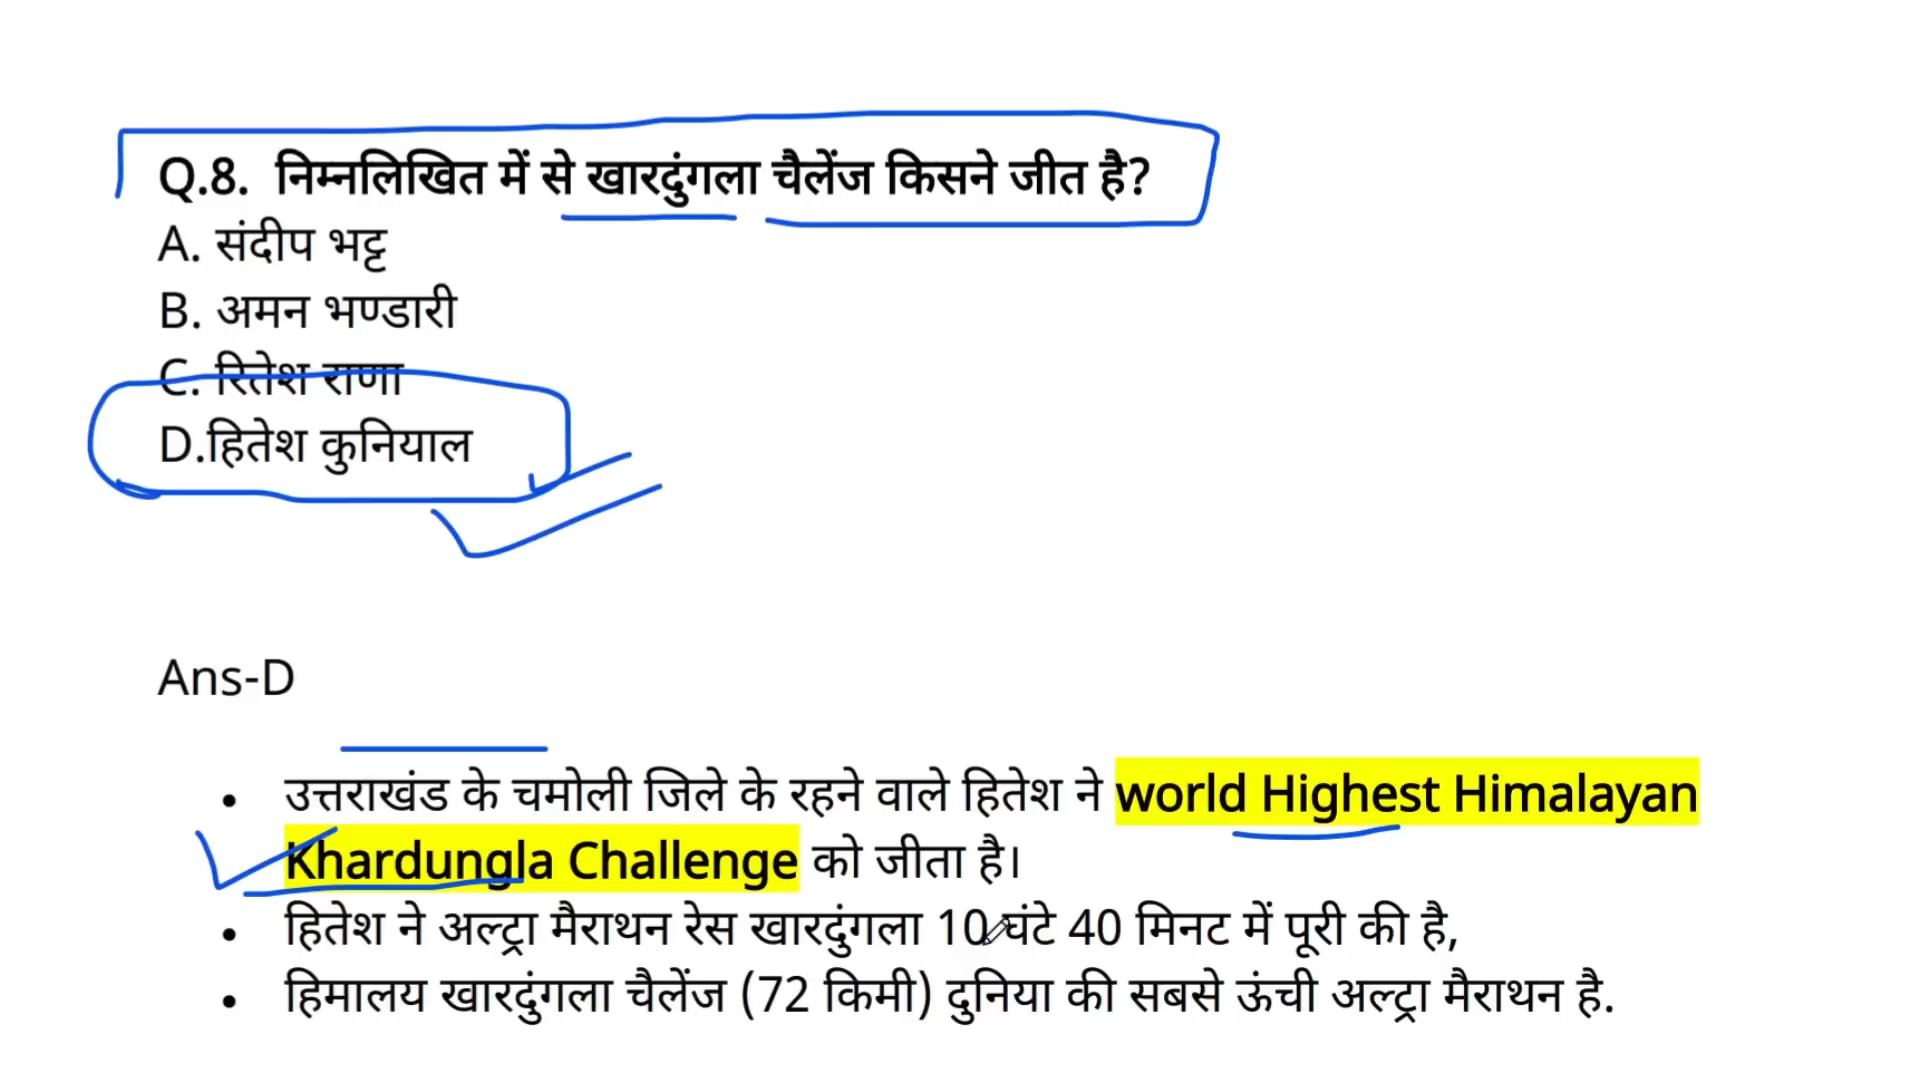 Q.8. निम्नलिखित में से खारदुंगला चैलेंज किसने जीत है?
A. संदीप भट्ट
B. अमन भण्डारी
C. रितेश राणा
D.हितेश कुनियाल
Ans-D
• उत्तराखंड के चमोली जिले के रहने वाले हितेश ने world Highest Himalayan
Khardungla Challenge को जीता है।
• हितेश ने अल्ट्रा मैराथन रेस खारदुंगला 10 घंटे 40 मिनट में पूरी की है,
• हिमालय खारदुंगला चैलेंज (72 किमी) दुनिया की सबसे ऊंची अल्ट्रा मैराथन है.